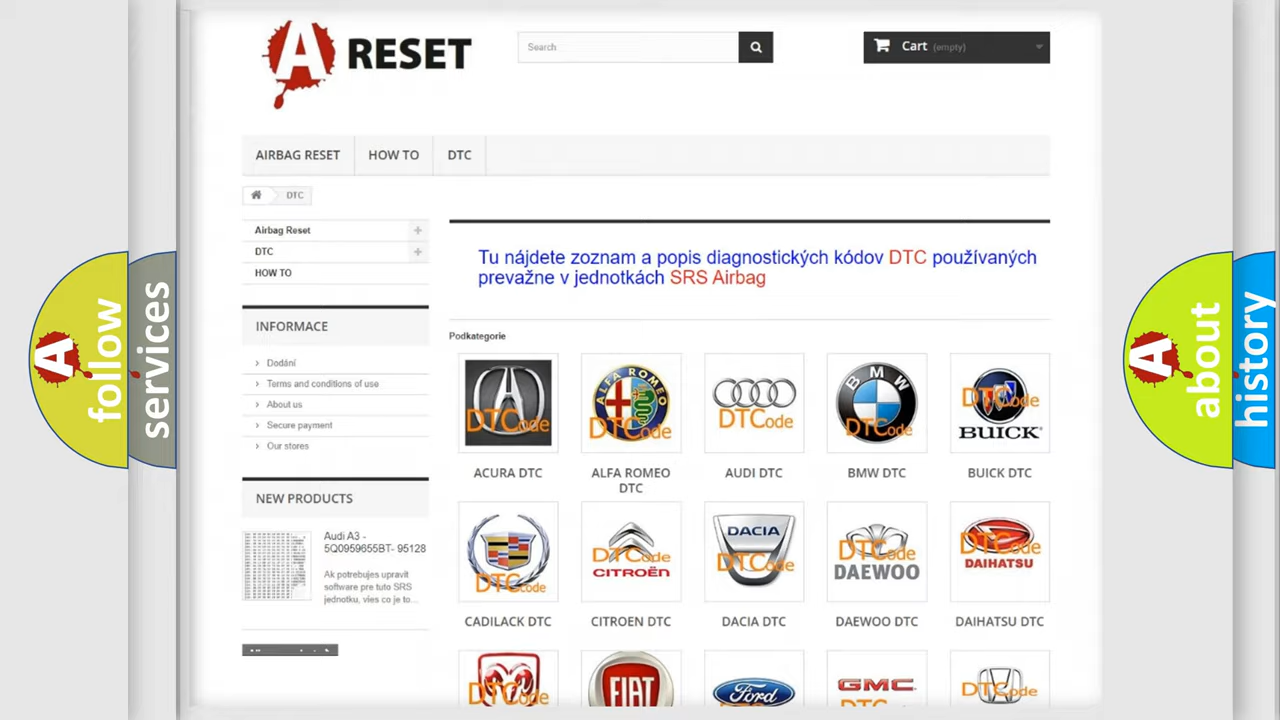 A RESET
Search
Cart (empty)
AIRBAG RESET
HOW TO
DTC
DTC
Airbag Reset
DTC
HOW TO
Tu nájdete zoznam a popis diagnostických kódov DTC používaných
prevažne v jednotkách SRS Airbag
INFORMACE
Dodání
Terms and conditions of use
About us
Secure payment
Our stores
NEW PRODUCTS
Audi A3 -
5Q0959655BT- 95128
Ak potrebujes upravit
software pre tuto SRS
jednotku, vies co je to...
Podkategorie
DTCode
ALFA ROMEO
DTCode
DTCode
BMW
DTCode
DTCode
BUICK
ACURA DTC
ALFA ROMEO
DTC
AUDI DTC
BMW DTC
BUICK DTC
DTCode
DTCode
CITROËN
DACIA
DTCode
DTCode
DAEWOO
DTCode
DAIHATSU
CADILACK DTC
CITROEN DTC
DACIA DTC
DAEWOO DTC
DAIHATSU DTC
DTCode
FIAT
Ford
GMC
DTCode
A follow
services
A about
history